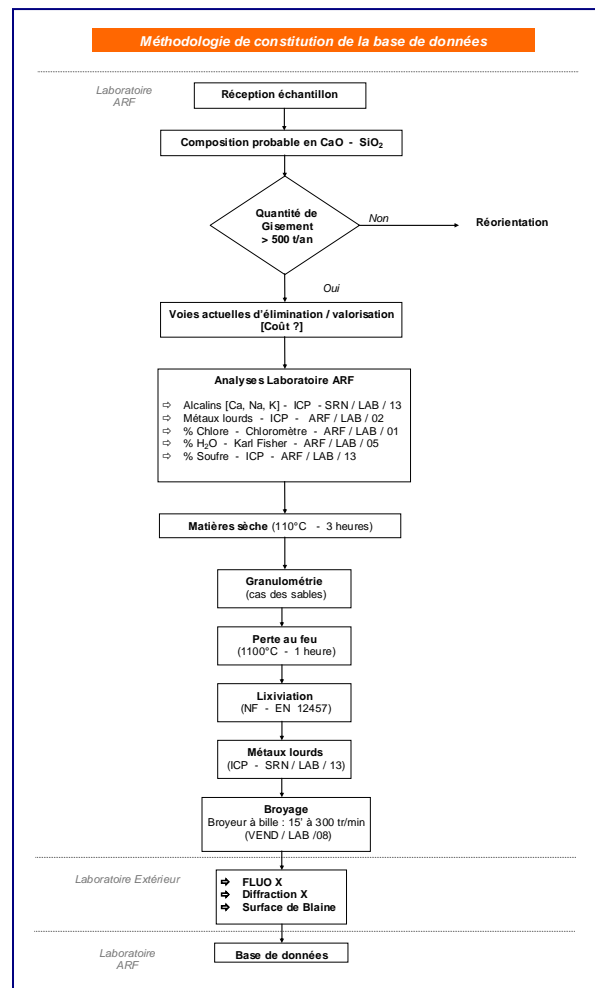 Méthodologie de constitution de la base de données
Laboratoire
ARF
Réception échantillon
Composition probable en CaO - SiO₂
Quantité de
Gisement
> 500 t/an
Non
Réorientation
Oui
Voies actuelles d'élimination / valorisation
[Coût ?]
Analyses Laboratoire ARF
⇨ Alcalins [Ca, Na, K] - ICP - SRN / LAB / 13
⇨ Métaux lourds - ICP - ARF / LAB / 02
⇨ % Chlore - Chloromètre - ARF / LAB / 01
⇨ % H₂O - Karl Fisher - ARF / LAB / 05
⇨ % Soufre - ICP - ARF / LAB / 13
Matières sèche (110°C - 3 heures)
Granulométrie
(cas des sables)
Perte au feu
(1100°C - 1 heure)
Lixiviation
(NF - EN 12457)
Métaux lourds
(ICP - SRN / LAB / 13)
Broyage
Broyeur à bille : 15' à 300 tr/min
(VEND / LAB /08)
Laboratoire Extérieur
⇨ FLUO X
⇨ Diffraction X
⇨ Surface de Blaine
Laboratoire
ARF
Base de données